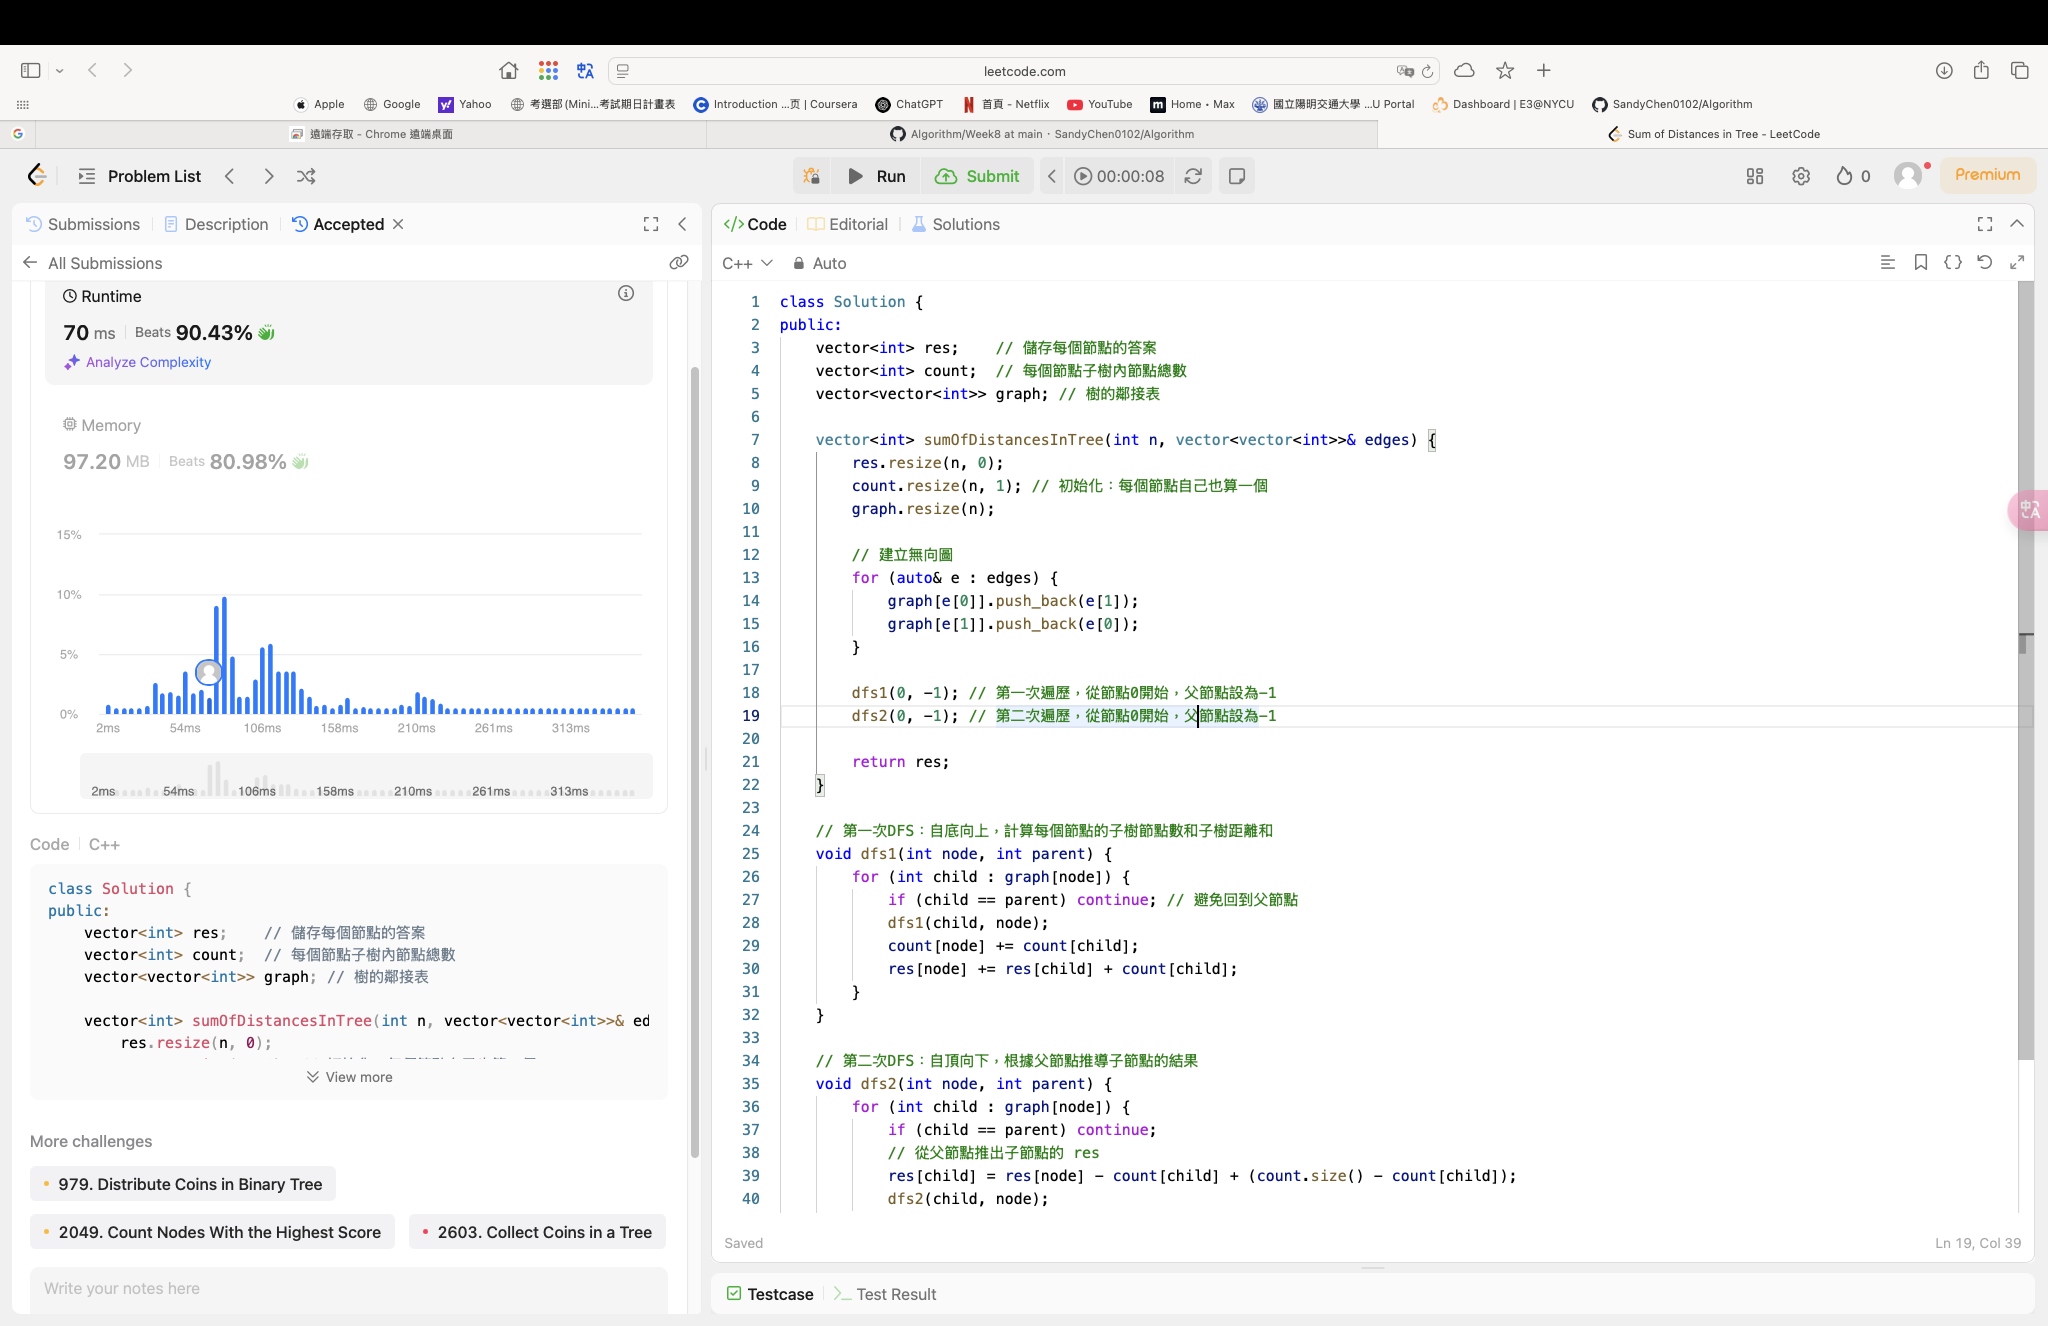 leetcode.com
Apple Google Yahoo 考選部(Mini...考試期日計畫表 Introduction ...页 | Coursera ChatGPT 首頁 - Netflix YouTube Home • Max 國立陽明交通大學 ...U Portal Dashboard | E3@NYCU SandyChen0102/Algorithm
遠端存取 - Chrome 遠端桌面 Algorithm/Week8 at main · SandyChen0102/Algorithm Sum of Distances in Tree - LeetCode
Problem List Run Submit 00:00:08 0 Premium
Submissions Description Accepted
All Submissions
Runtime
70 ms Beats 90.43%
Analyze Complexity
Memory
97.20 MB Beats 80.98%
15%
10%
5%
0%
2ms 54ms 106ms 158ms 210ms 261ms 313ms
2ms 54ms 106ms 158ms 210ms 261ms 313ms
Code C++
class Solution {
public:
vector<int> res; // 儲存每個節點的答案
vector<int> count; // 每個節點子樹內節點總數
vector<vector<int>> graph; // 樹的鄰接表
vector<int> sumOfDistancesInTree(int n, vector<vector<int>>& ed
res.resize(n, 0);
View more
More challenges
979. Distribute Coins in Binary Tree
2049. Count Nodes With the Highest Score 2603. Collect Coins in a Tree
Write your notes here
Code Editorial Solutions
C++ Auto
1 class Solution {
2 public:
3 vector<int> res; // 儲存每個節點的答案
4 vector<int> count; // 每個節點子樹內節點總數
5 vector<vector<int>> graph; // 樹的鄰接表
6
7 vector<int> sumOfDistancesInTree(int n, vector<vector<int>>& edges) {
8 res.resize(n, 0);
9 count.resize(n, 1); // 初始化：每個節點自己也算一個
10 graph.resize(n);
11
12 // 建立無向圖
13 for (auto& e : edges) {
14 graph[e[0]].push_back(e[1]);
15 graph[e[1]].push_back(e[0]);
16 }
17
18 dfs1(0, -1); // 第一次遍歷，從節點0開始，父節點設為-1
19 dfs2(0, -1); // 第二次遍歷，從節點0開始，父節點設為-1
20
21 return res;
22 }
23
24 // 第一次DFS：自底向上，計算每個節點的子樹節點數和子樹距離和
25 void dfs1(int node, int parent) {
26 for (int child : graph[node]) {
27 if (child == parent) continue; // 避免回到父節點
28 dfs1(child, node);
29 count[node] += count[child];
30 res[node] += res[child] + count[child];
31 }
32 }
33
34 // 第二次DFS：自頂向下，根據父節點推導子節點的結果
35 void dfs2(int node, int parent) {
36 for (int child : graph[node]) {
37 if (child == parent) continue;
38 // 從父節點推出子節點的 res
39 res[child] = res[node] - count[child] + (count.size() - count[child]);
40 dfs2(child, node);
Saved Ln 19, Col 39
Testcase Test Result